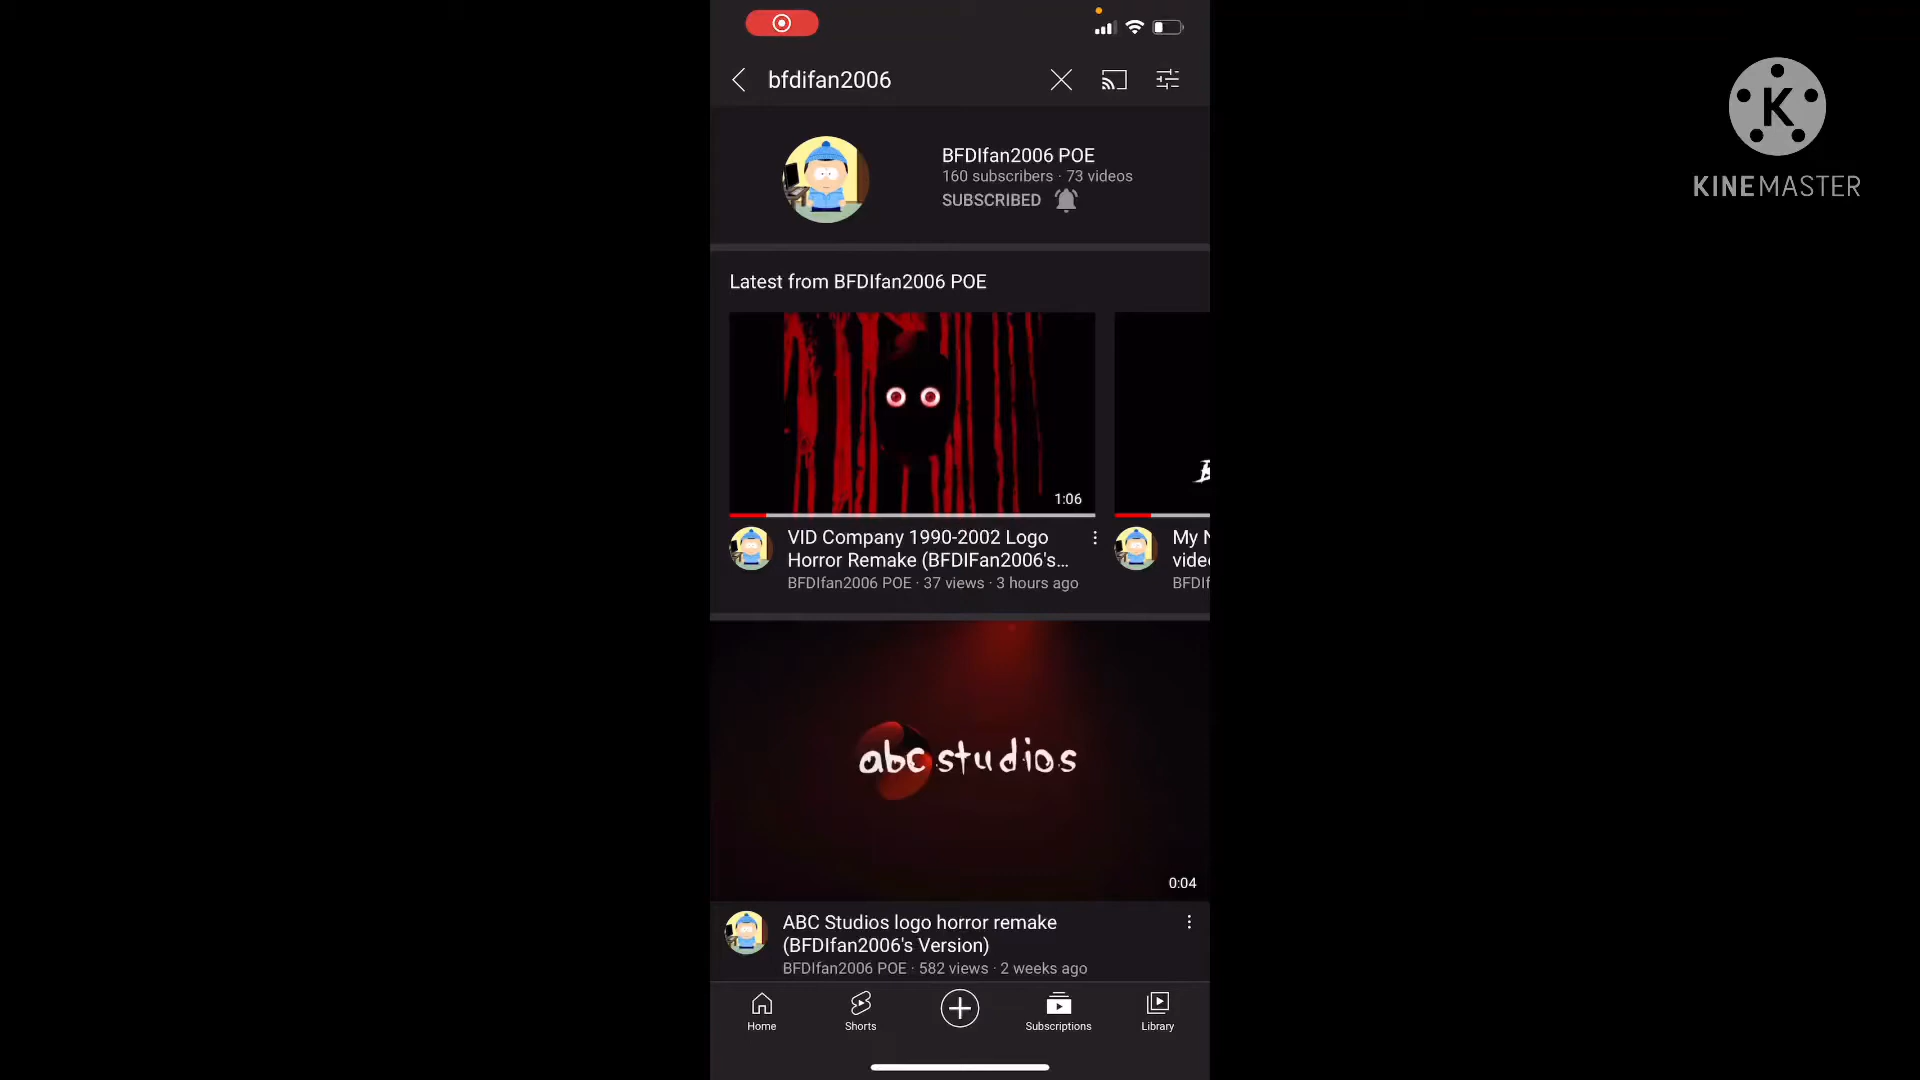 bfdifan2006
KINEMASTER
BFDIfan2006 POE
160 subscribers · 73 videos
SUBSCRIBED
Latest from BFDIfan2006 POE
1:06
VID Company 1990-2002 Logo
Horror Remake (BFDIFan2006's...
BFDIfan2006 POE · 37 views · 3 hours ago
My
BFDIf
abc studios
0:04
ABC Studios logo horror remake
(BFDIfan2006's Version)
BFDIfan2006 POE · 582 views · 2 weeks ago
Home
Shorts
Subscriptions
Library